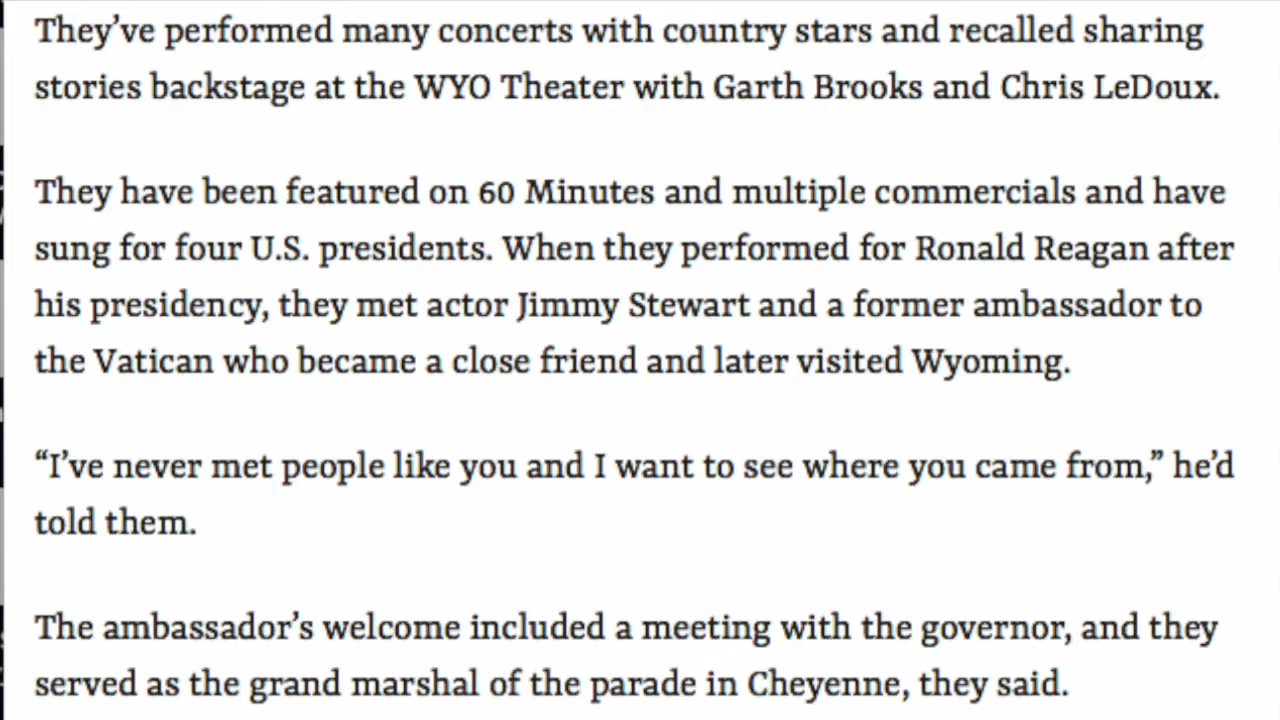 They’ve performed many concerts with country stars and recalled sharing
stories backstage at the WYO Theater with Garth Brooks and Chris LeDoux.
They have been featured on 60 Minutes and multiple commercials and have
sung for four U.S. presidents. When they performed for Ronald Reagan after
his presidency, they met actor Jimmy Stewart and a former ambassador to
the Vatican who became a close friend and later visited Wyoming.
“I’ve never met people like you and I want to see where you came from,” he’d
told them.
The ambassador’s welcome included a meeting with the governor, and they
served as the grand marshal of the parade in Cheyenne, they said.